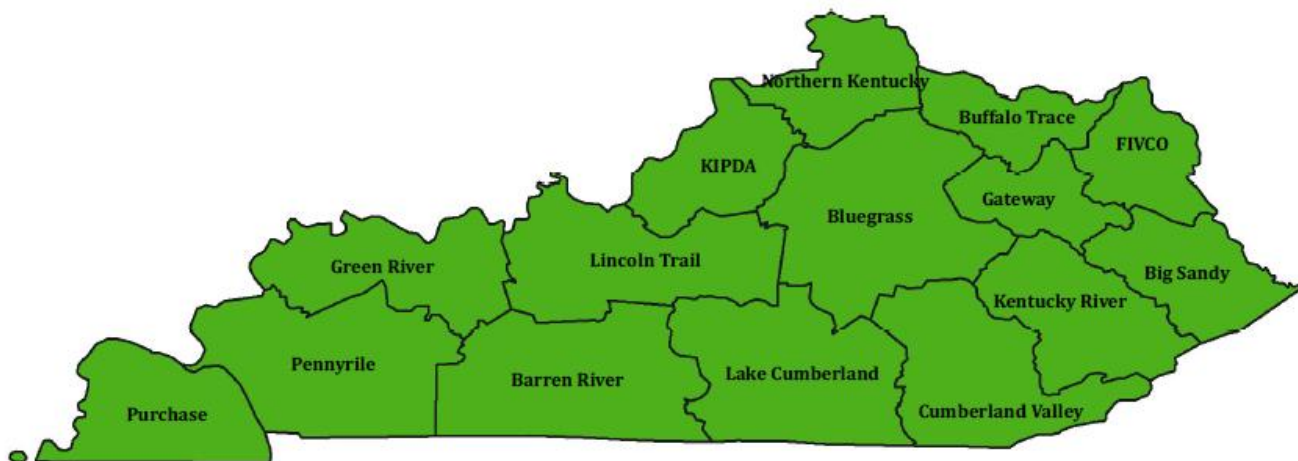 Northern Kentucky
Buffalo Trace
FIVCO
KIPDA
Gateway
Bluegrass
Lincoln Trail
Green River
Big Sandy
Kentucky River
Pennyrile
Barren River
Lake Cumberland
Purchase
Cumberland Valley